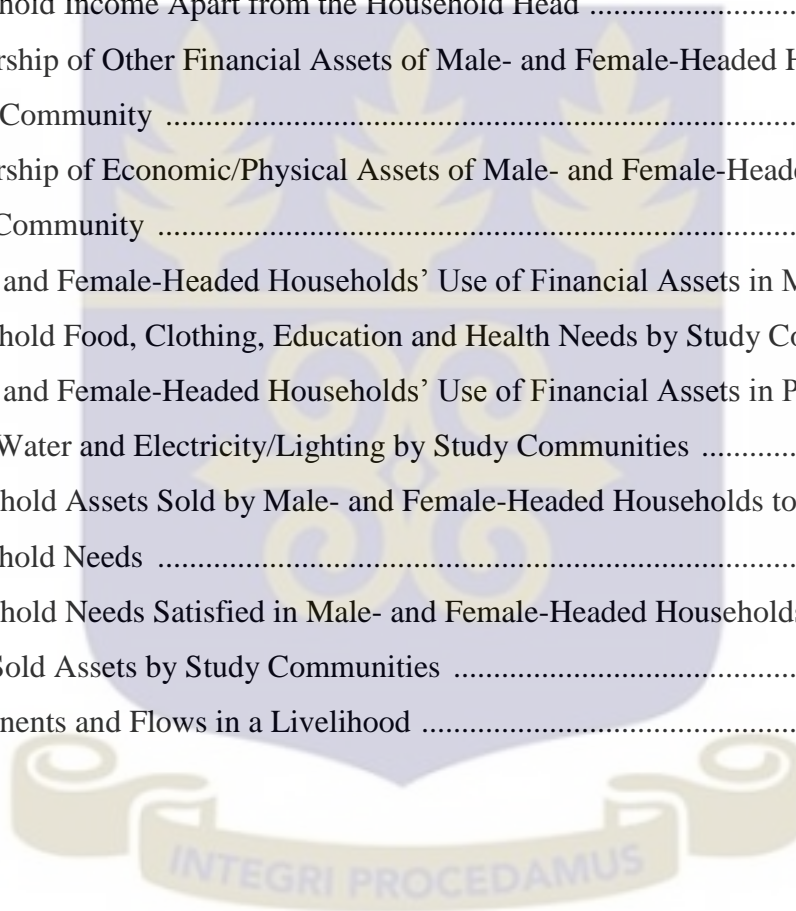 hold Income Apart from the Household Head ..............................
rship of Other Financial Assets of Male- and Female-Headed H
Community ................................................................................
rship of Economic/Physical Assets of Male- and Female-Heade
Community .................................................................................
and Female-Headed Households’ Use of Financial Assets in M
hold Food, Clothing, Education and Health Needs by Study Co
and Female-Headed Households’ Use of Financial Assets in P
Water and Electricity/Lighting by Study Communities ...............
hold Assets Sold by Male- and Female-Headed Households to
hold Needs .................................................................................
hold Needs Satisfied in Male- and Female-Headed Households
Sold Assets by Study Communities ............................................
nents and Flows in a Livelihood .................................................
INTEGRI PROCEDAMUS